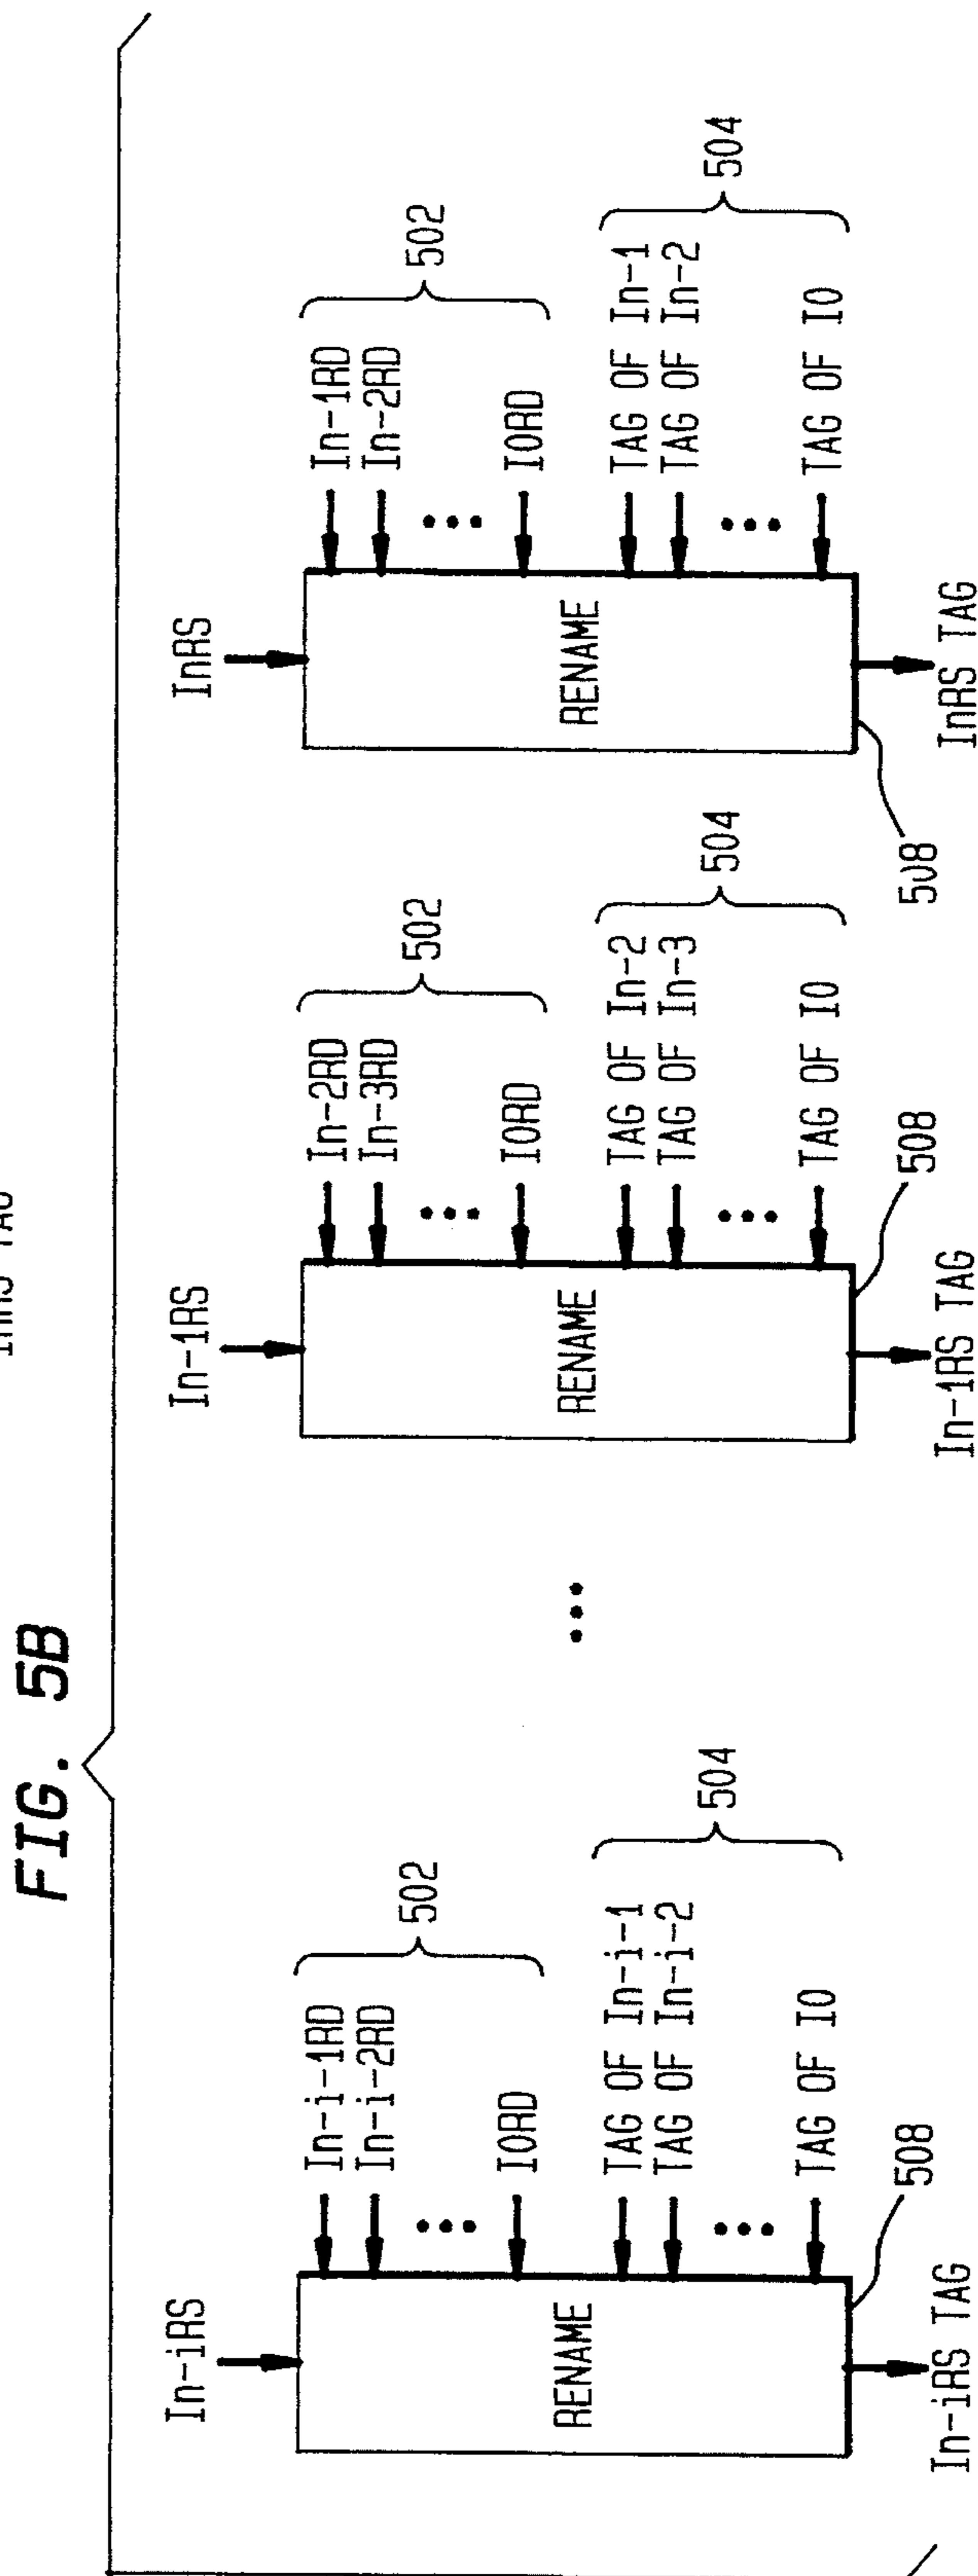 INRS TAG
FIG. 5B
In-iRS
In-i-1RD
In-i-2RD
IORD
502
RENAME
TAG OF In-i-1
TAG OF In-i-2
TAG OF IO
504
508
In-iRS TAG
In-1RS
In-2RD
In-3RD
IORD
502
RENAME
TAG OF In-2
TAG OF In-3
TAG OF IO
504
508
In-1RS TAG
InRS
In-1RD
In-2RD
IORD
502
RENAME
TAG OF In-1
TAG OF In-2
TAG OF IO
504
508
InRS TAG